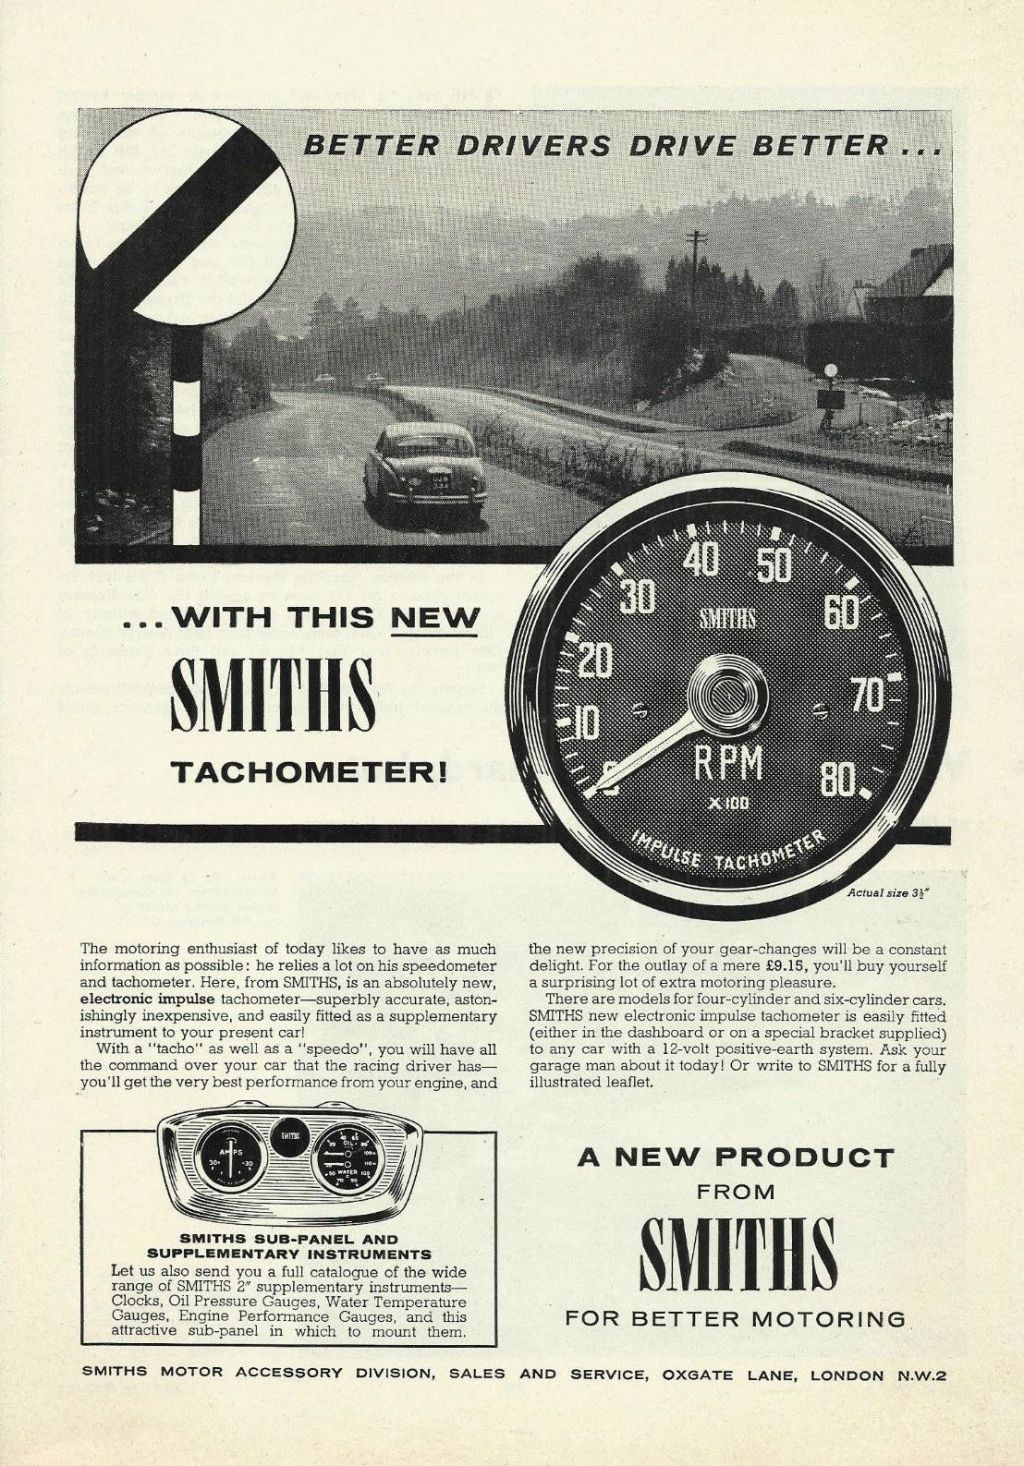 BETTER DRIVERS DRIVE BETTER ...
... WITH THIS NEW
SMITHS
TACHOMETER!
0
10
20
30
40
50
60
70
80
SMITHS
RPM
X 100
IMPULSE TACHOMETER
Actual size 3½"
The motoring enthusiast of today likes to have as much
information as possible: he relies a lot on his speedometer
and tachometer. Here, from SMITHS, is an absolutely new,
electronic impulse tachometer—superbly accurate, aston-
ishingly inexpensive, and easily fitted as a supplementary
instrument to your present car!
With a "tacho" as well as a "speedo", you will have all
the command over your car that the racing driver has—
you'll get the very best performance from your engine, and
the new precision of your gear-changes will be a constant
delight. For the outlay of a mere £9.15, you'll buy yourself
a surprising lot of extra motoring pleasure.
There are models for four-cylinder and six-cylinder cars.
SMITHS new electronic impulse tachometer is easily fitted
(either in the dashboard or on a special bracket supplied)
to any car with a 12-volt positive-earth system. Ask your
garage man about it today! Or write to SMITHS for a fully
illustrated leaflet.
AMPS
30
30
SMITHS
OIL
WATER
SMITHS SUB-PANEL AND
SUPPLEMENTARY INSTRUMENTS
Let us also send you a full catalogue of the wide
range of SMITHS 2" supplementary instruments—
Clocks, Oil Pressure Gauges, Water Temperature
Gauges, Engine Performance Gauges, and this
attractive sub-panel in which to mount them.
A NEW PRODUCT
FROM
SMITHS
FOR BETTER MOTORING
SMITHS MOTOR ACCESSORY DIVISION, SALES AND SERVICE, OXGATE LANE, LONDON N.W.2